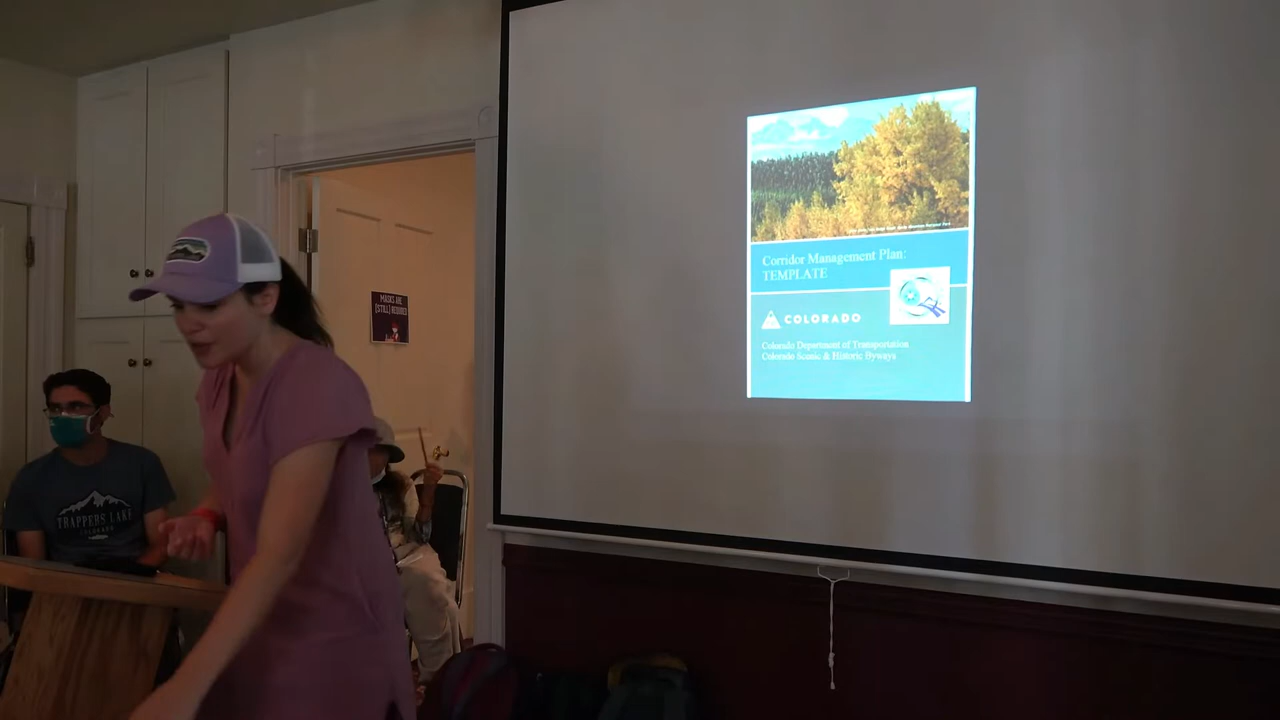 MASKS ARE
(STILL) REQUIRED
TRAPPERS LAKE
COLORADO
Corridor Management Plan:
TEMPLATE
COLORADO
Colorado Department of Transportation
Colorado Scenic & Historic Byways